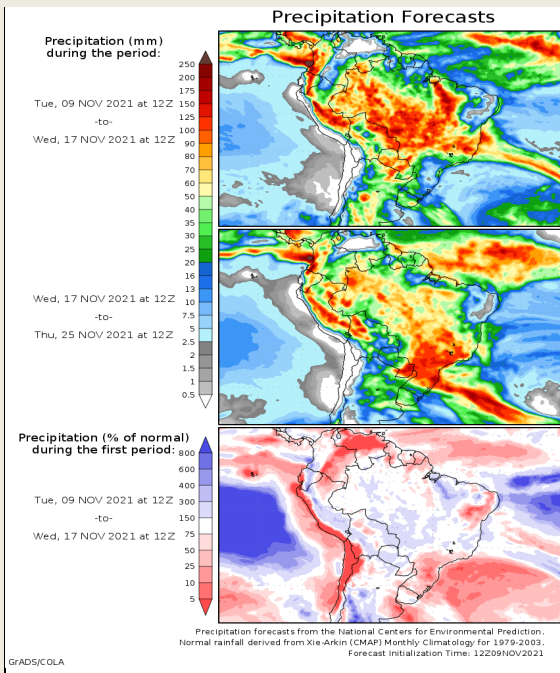 Precipitation Forecasts
Precipitation (mm)
during the period:
250
200
175
150
125
100
90
80
70
60
50
40
35
30
25
20
16
13
10
7.5
5
2.5
2
1.5
1
0.5
Tue, 09 NOV 2021 at 12Z
-to-
Wed, 17 NOV 2021 at 12Z
Wed, 17 NOV 2021 at 12Z
-to-
Thu, 25 NOV 2021 at 12Z
Precipitation (% of normal)
during the first period:
800
600
400
300
150
75
50
25
10
5
Tue, 09 NOV 2021 at 12Z
-to-
Wed, 17 NOV 2021 at 12Z
Precipitation forecasts from the National Centers for Environmental Prediction.
Normal rainfall derived from Xie-Arkin (CMAP) Monthly Climatology for 1979-2003.
Forecast Initialization Time: 12Z09NOV2021
GrADS/COLA